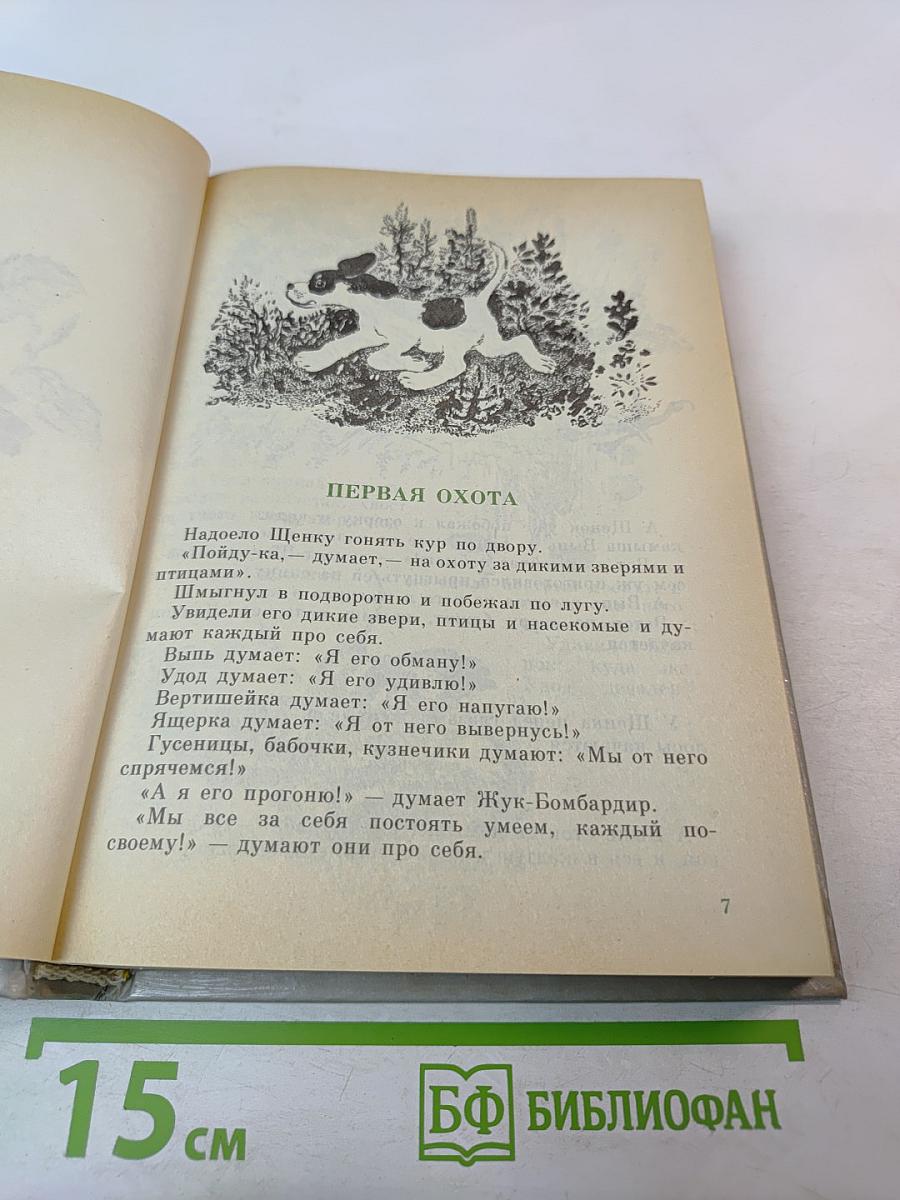 ПЕРВАЯ ОХОТА
Надоело Щенку гонять кур по двору.
«Пойду-ка,— думает,— на охоту за дикими зверями и
птицами».
Шмыгнул в подворотню и побежал по лугу.
Увидели его дикие звери, птицы и насекомые и ду-
мают каждый про себя.
Выпь думает: «Я его обману!»
Удод думает: «Я его удивлю!»
Вертишейка думает: «Я его напугаю!»
Ящерка думает: «Я от него вывернусь!»
Гусеницы, бабочки, кузнечики думают: «Мы от него
спрячемся!»
«А я его прогоню!» — думает Жук-Бомбардир.
«Мы все за себя постоять умеем, каждый по-
своему!» — думают они про себя.
7
15 см
БФ БИБЛИОФАН